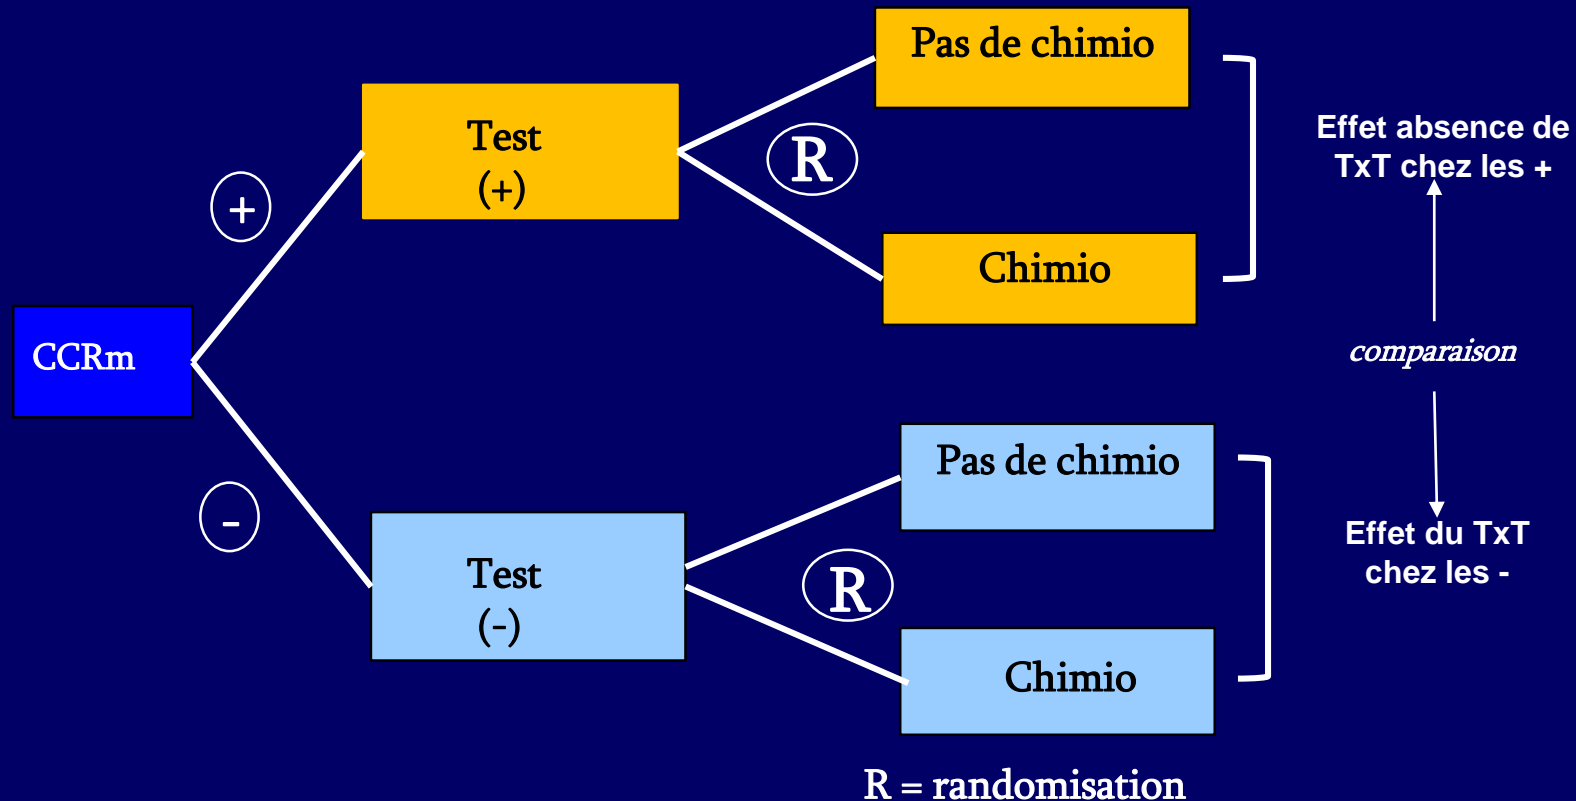 CCRm
+
-
Test
(+)
Test
(-)
R
R
Pas de chimio
Chimio
Pas de chimio
Chimio
Effet absence de
TxT chez les +
comparaison
Effet du TxT
chez les -
R = randomisation